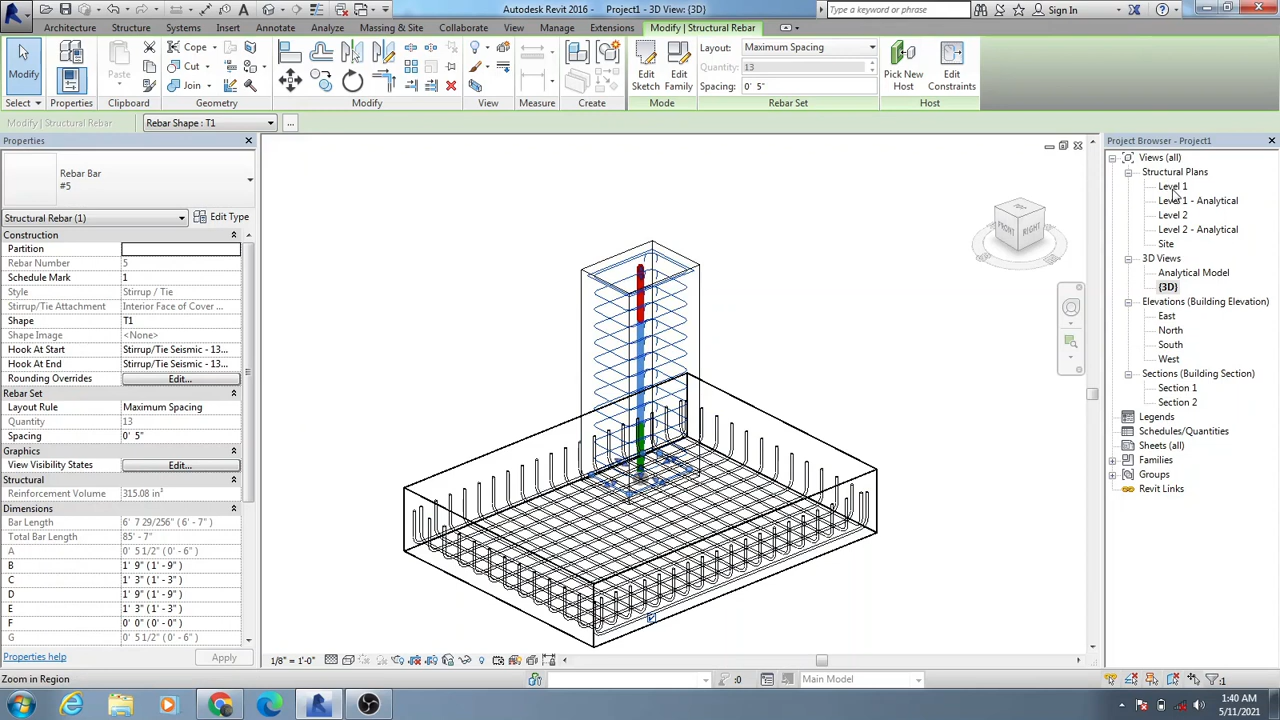 Autodesk Revit 2016 - Project1 - 3D View: {3D}
Type a keyword or phrase
Sign In
Architecture Structure Systems Insert Annotate Analyze Massing & Site Collaborate View Manage Extensions Modify | Structural Rebar
Modify
Paste
Cope
Cut
Join
Edit Sketch
Edit Family
Layout: Maximum Spacing
Quantity: 13
Spacing: 0' 5"
Pick New Host
Edit Constraints
Select Properties Clipboard Geometry Modify View Measure Create Mode Rebar Set Host
Modify | Structural Rebar
Rebar Shape : T1
...
Properties
Rebar Bar
#5
Structural Rebar (1)
Edit Type
Construction
Partition
Rebar Number 5
Schedule Mark 1
Style Stirrup / Tie
Stirrup/Tie Attachment Interior Face of Cover ...
Shape T1
Shape Image <None>
Hook At Start Stirrup/Tie Seismic - 13...
Hook At End Stirrup/Tie Seismic - 13...
Rounding Overrides Edit...
Rebar Set
Layout Rule Maximum Spacing
Quantity 13
Spacing 0' 5"
Graphics
View Visibility States Edit...
Structural
Reinforcement Volume 315.08 in³
Dimensions
Bar Length 6' 7 29/256" ( 6' - 7" )
Total Bar Length 85' - 7"
A 0' 5 1/2" ( 0' - 6" )
B 1' 9" (1' - 9")
C 1' 3" (1' - 3")
D 1' 9" (1' - 9")
E 1' 3" (1' - 3")
F 0' 0" (0' - 0")
G 0' 5 1/2" ( 0' - 6" )
Properties help
Apply
FRONT
RIGHT
1/8" = 1'-0"
Project Browser - Project1
Views (all)
Structural Plans
Level 1
Level 1 - Analytical
Level 2
Level 2 - Analytical
Site
3D Views
Analytical Model
{3D}
Elevations (Building Elevation)
East
North
South
West
Sections (Building Section)
Section 1
Section 2
Legends
Schedules/Quantities
Sheets (all)
Families
Groups
Revit Links
Zoom in Region
:0
Main Model
:1
1:40 AM
5/11/2021